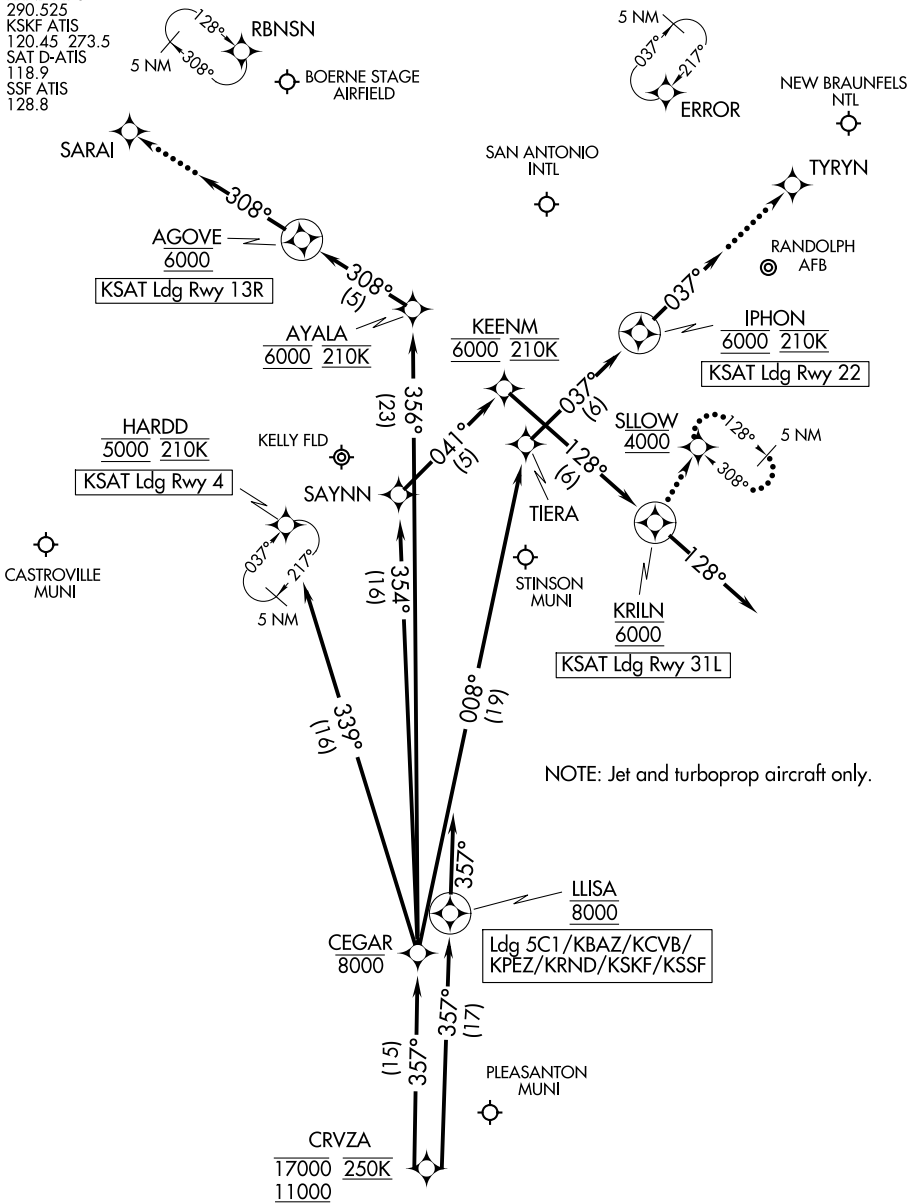 290.525
KSKF ATIS
120.45 273.5
SAT D-ATIS
118.9
SSF ATIS
128.8
5 NM
128°
308°
RBNSN
BOERNE STAGE
AIRFIELD
5 NM
037°
217°
ERROR
NEW BRAUNFELS
NTL
SARAI
SAN ANTONIO
INTL
TYRYN
308°
AGOVE
6000
KSAT Ldg Rwy 13R
308°
(5)
RANDOLPH
AFB
037°
AYALA
6000 210K
KEENM
6000 210K
IPHON
6000 210K
KSAT Ldg Rwy 22
037°
(6)
356°
(23)
HARDD
5000 210K
KSAT Ldg Rwy 4
KELLY FLD
041°
(5)
SLLOW
4000
128°
308°
5 NM
128°
(6)
SAYNN
TIERA
CASTROVILLE
MUNI
037°
217°
5 NM
354°
(16)
STINSON
MUNI
128°
KRILN
6000
KSAT Ldg Rwy 31L
339°
(16)
008°
(19)
NOTE: Jet and turboprop aircraft only.
357°
LLISA
8000
Ldg 5C1/KBAZ/KCVB/
KPEZ/KRND/KSKF/KSSF
CEGAR
8000
357°
(15)
357°
(17)
PLEASANTON
MUNI
CRVZA
17000 250K
11000